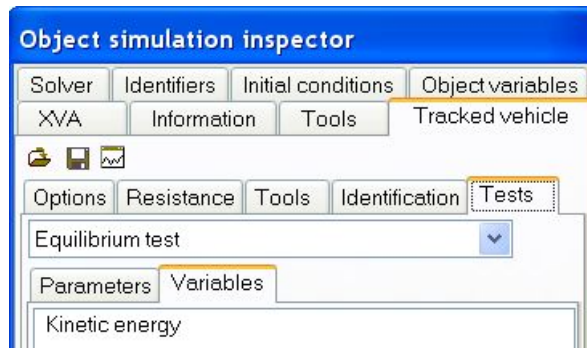 Object simulation inspector
Solver Identifiers Initial conditions Object variables
XVA Information Tools Tracked vehicle
Options Resistance Tools Identification Tests
Equilibrium test
Parameters Variables
Kinetic energy